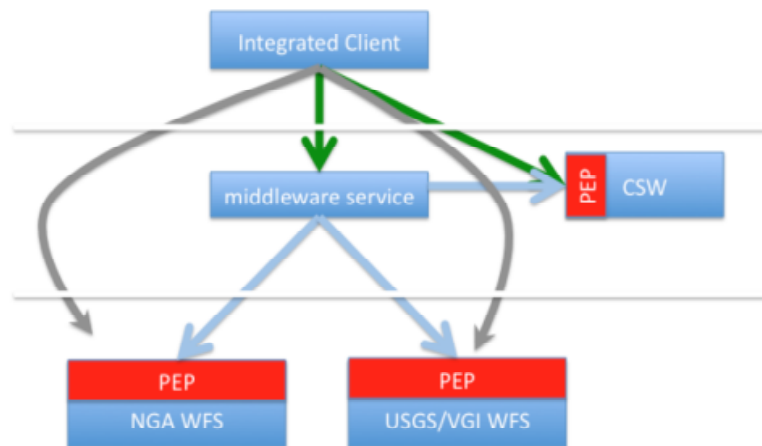 Integrated Client
middleware service
PEP
CSW
PEP
PEP
NGA WFS
USGS/VGI WFS